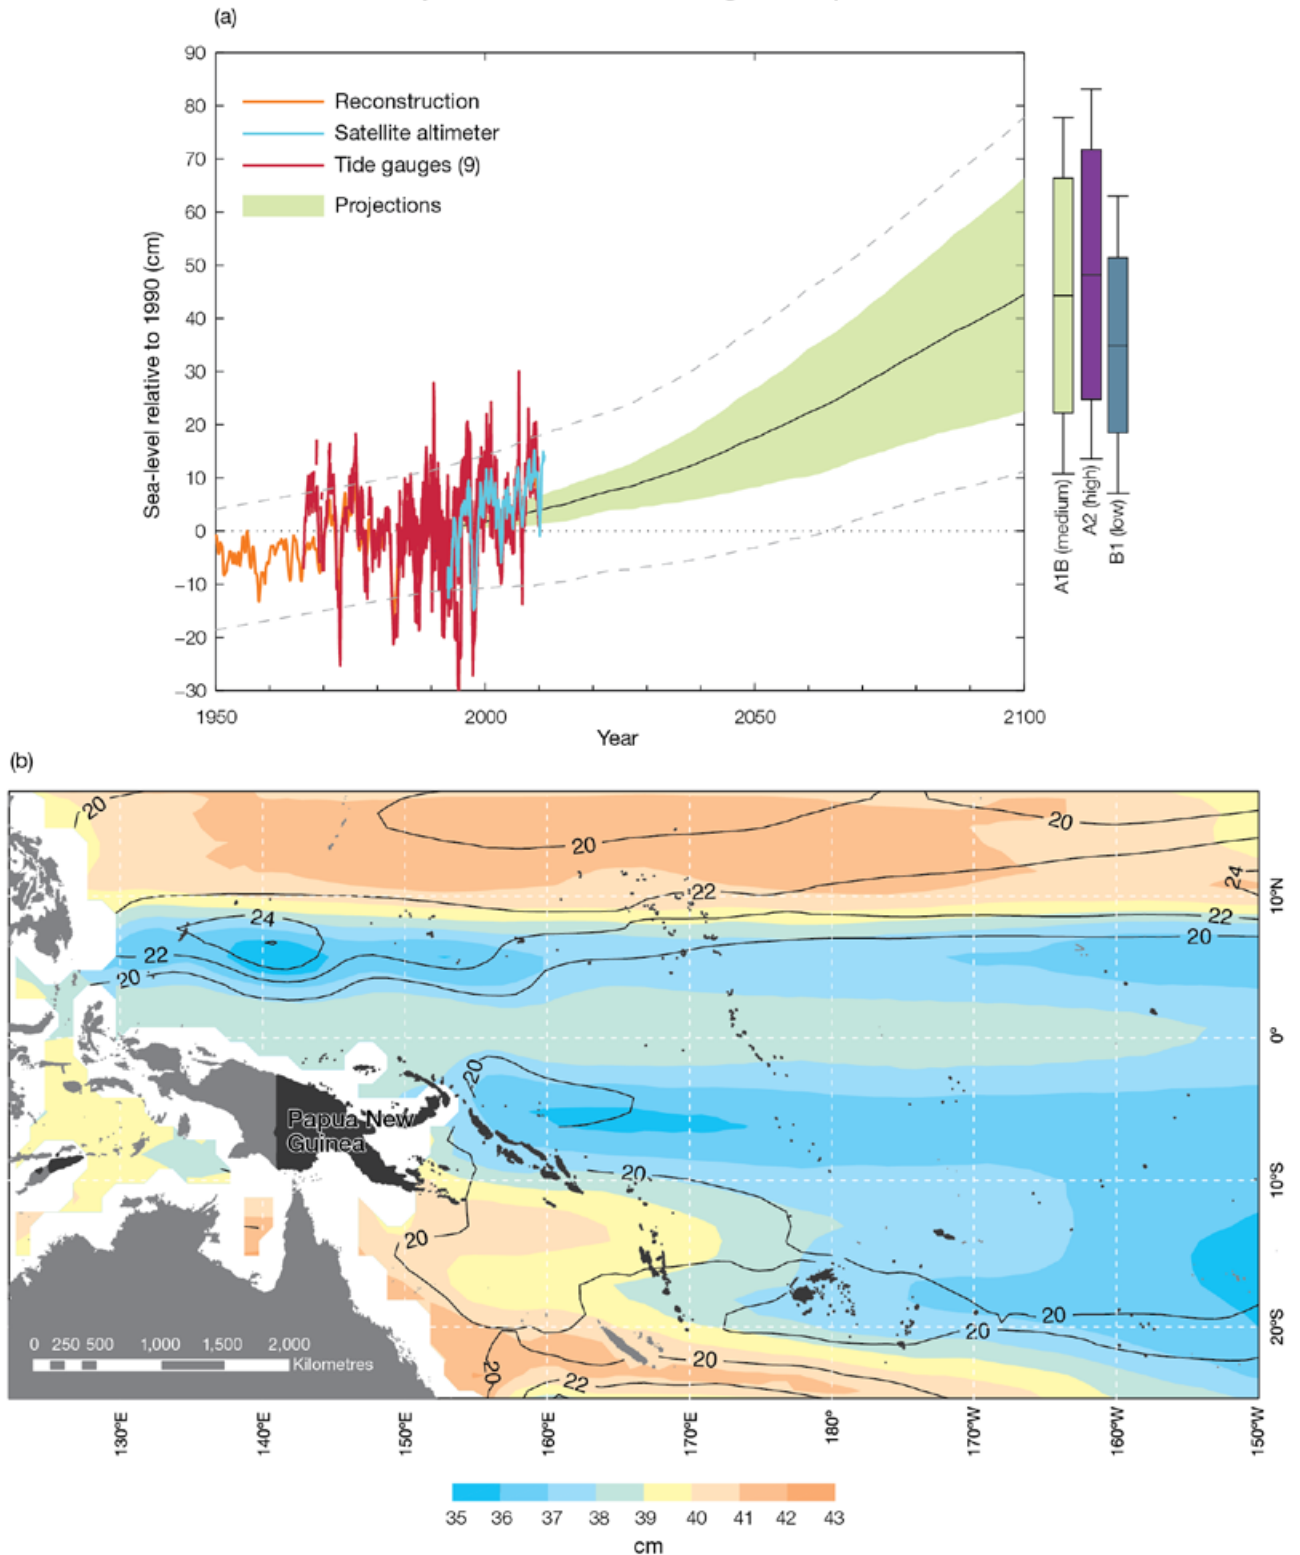 (a)
90
80
70
60
50
40
30
20
10
0
−10
−20
−30
Sea-level relative to 1990 (cm)
Reconstruction
Satellite altimeter
Tide gauges (9)
Projections
1950
2000
2050
2100
Year
A1B (medium)
A2 (high)
B1 (low)
(b)
20
20
20
22
24
10°N
24
22
22
20
20
0°
20
Papua New
Guinea
20
10°S
20
20
20
20°S
20
20
22
0
250
500
1,000
1,500
2,000
Kilometres
130°E
140°E
150°E
160°E
170°E
180°
170°W
160°W
150°W
35
36
37
38
39
40
41
42
43
cm